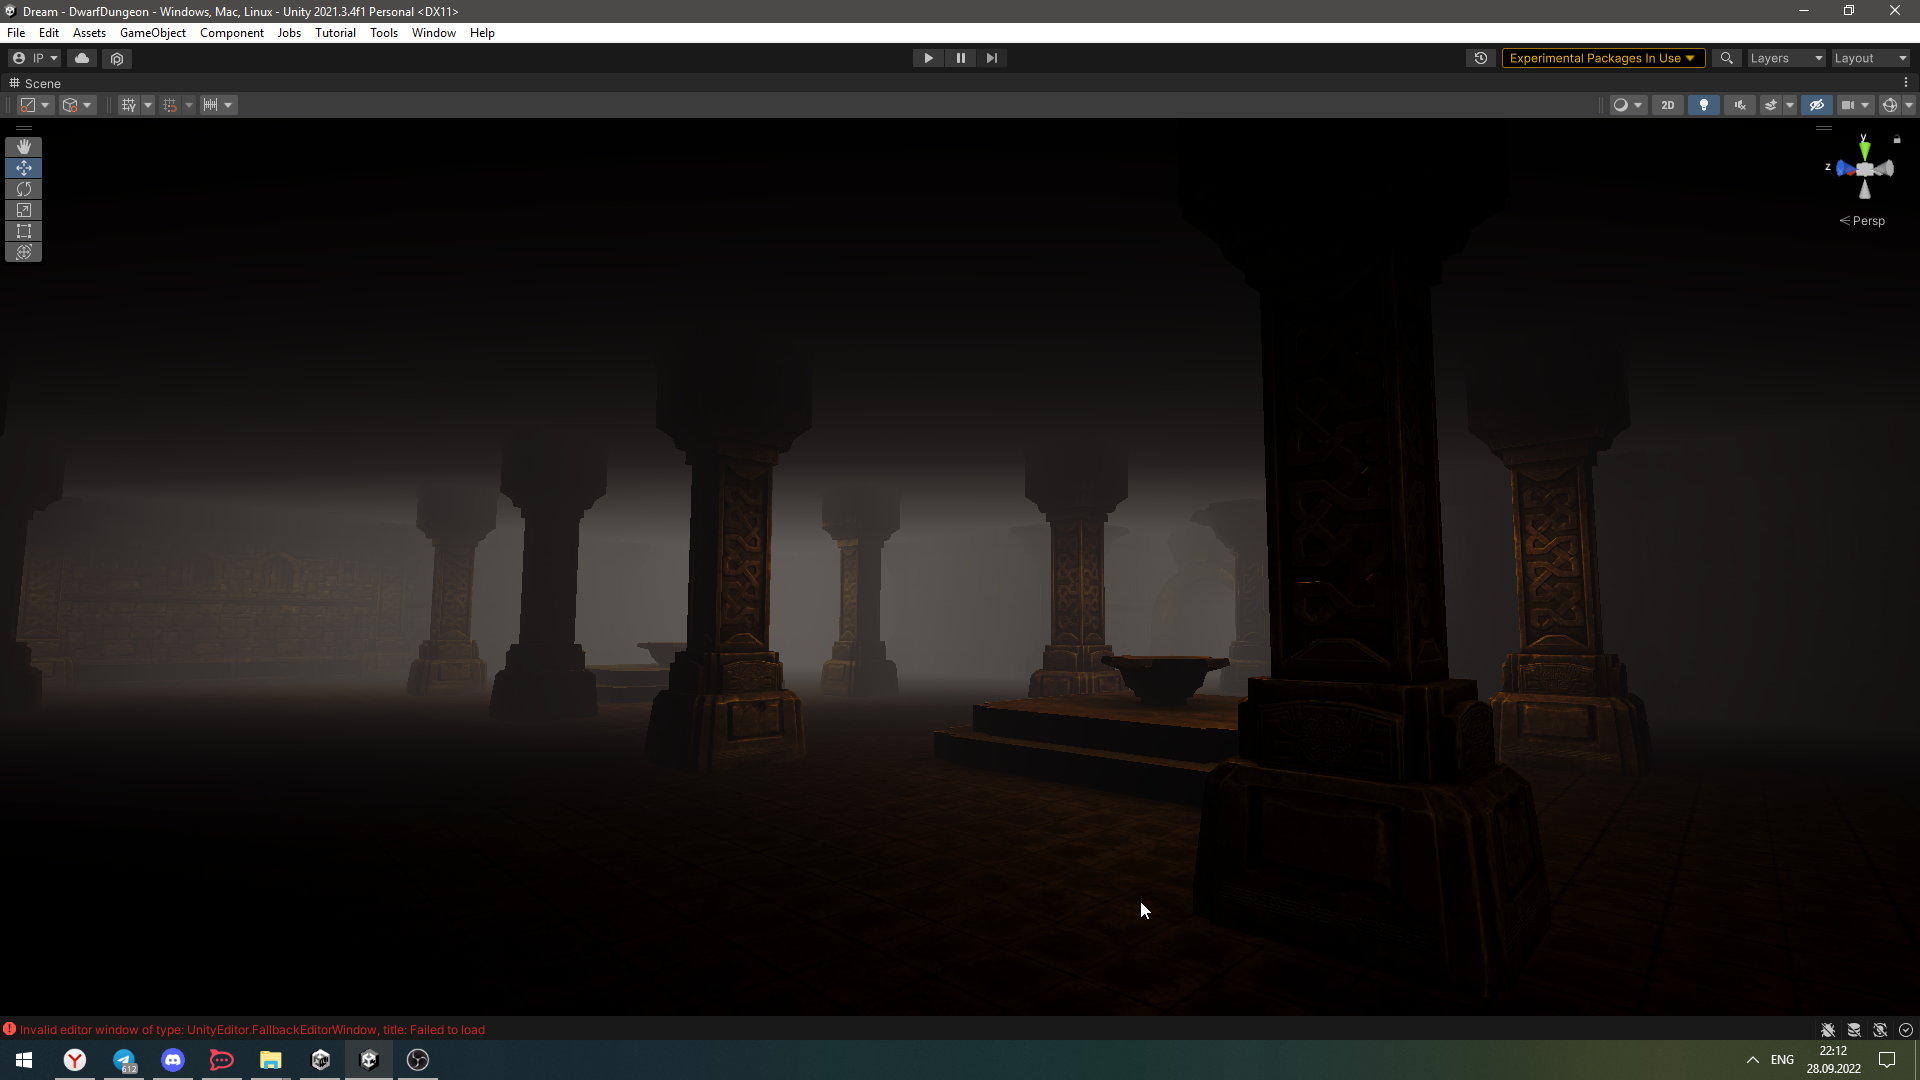 Dream - DwarfDungeon - Windows, Mac, Linux - Unity 2021.3.4f1 Personal <DX11>
File Edit Assets GameObject Component Jobs Tutorial Tools Window Help
IP Experimental Packages In Use Layers Layout
Scene
2D
y
z
Persp
Invalid editor window of type: UnityEditor.FallbackEditorWindow, title: Failed to load
612
ENG
22:12
28.09.2022